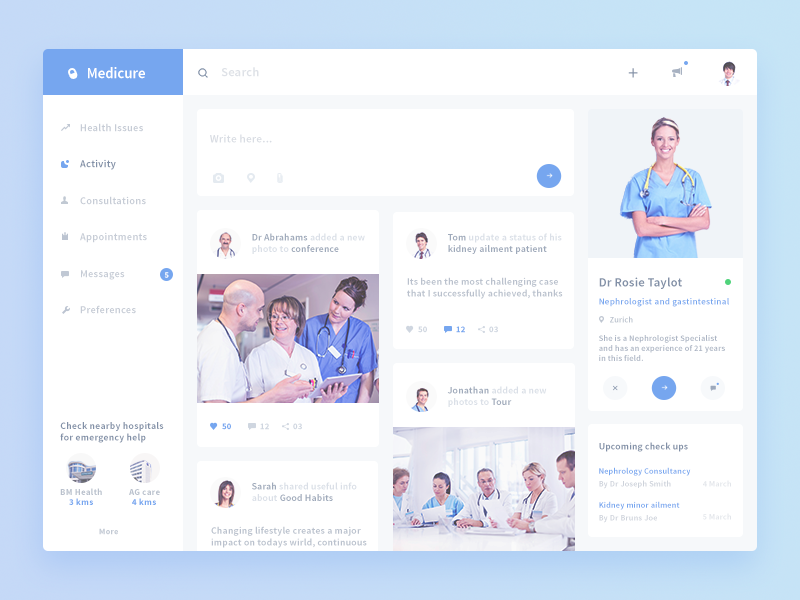 Medicure
Search
Health Issues
Activity
Consultations
Appointments
Messages
5
Preferences
Check nearby hospitals
for emergency help
BM Health
3 kms
AG care
4 kms
More
Write here...
Dr Abrahams added a new
photo to conference
50
12
03
Sarah shared useful info
about Good Habits
Changing lifestyle creates a major
impact on todays wirld, continuous
Tom update a status of his
kidney ailment patient
Its been the most challenging case
that I successfully achieved, thanks
50
12
03
Jonathan added a new
photos to Tour
Dr Rosie Taylot
Nephrologist and gastintestinal
Zurich
She is a Nephrologist Specialist
and has an experience of 21 years
in this field.
Upcoming check ups
Nephrology Consultancy
By Dr Joseph Smith
4 March
Kidney minor ailment
By Dr Bruns Joe
5 March